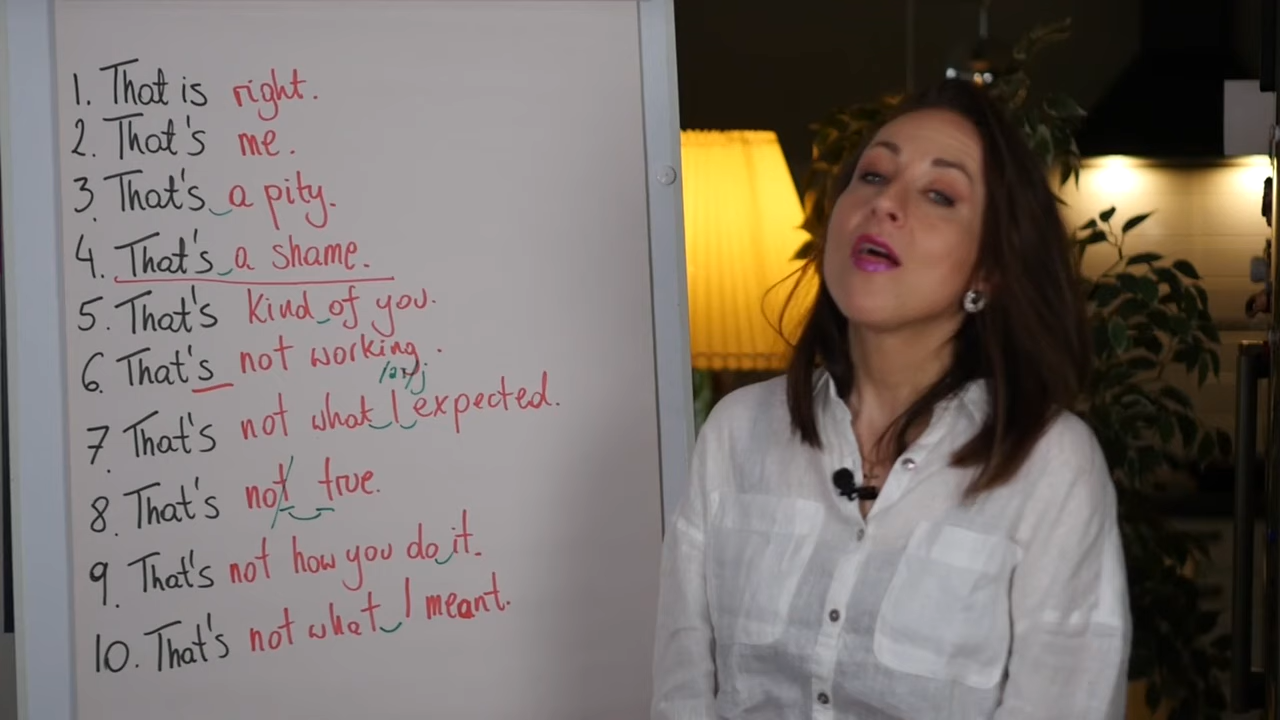 1. That is right.
2. That's me.
3. That's a pity.
4. That's a shame.
5. That's kind of you.
6. That's not working.
7. That's not what I expected.
8. That's not true.
9. That's not how you do it.
10. That's not what I meant.